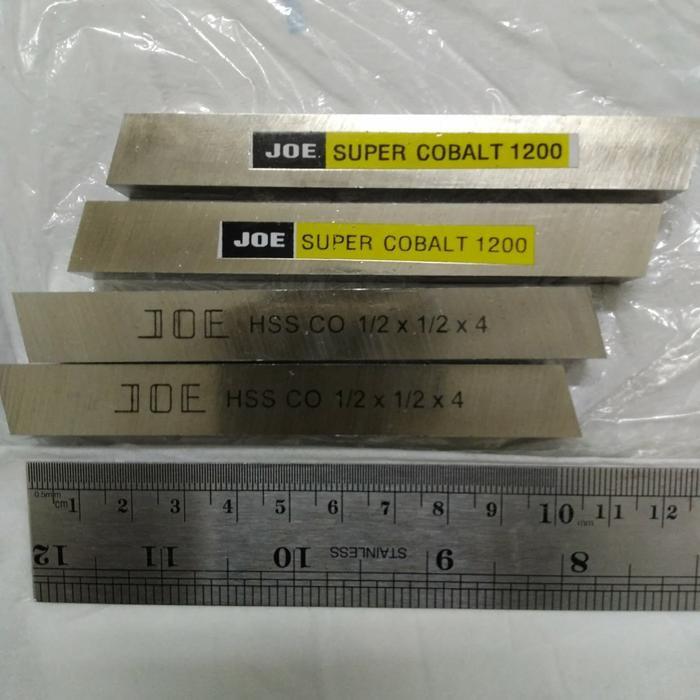 JOE SUPER COBALT 1200
JOE SUPER COBALT 1200
JOE HSS CO 1/2 x 1/2 x 4
JOE HSS CO 1/2 x 1/2 x 4
0.5mm
cm 1 2 3 4 5 6 7 8 9 10 mm 11 12
12 11 10 STAINLESS 9 8